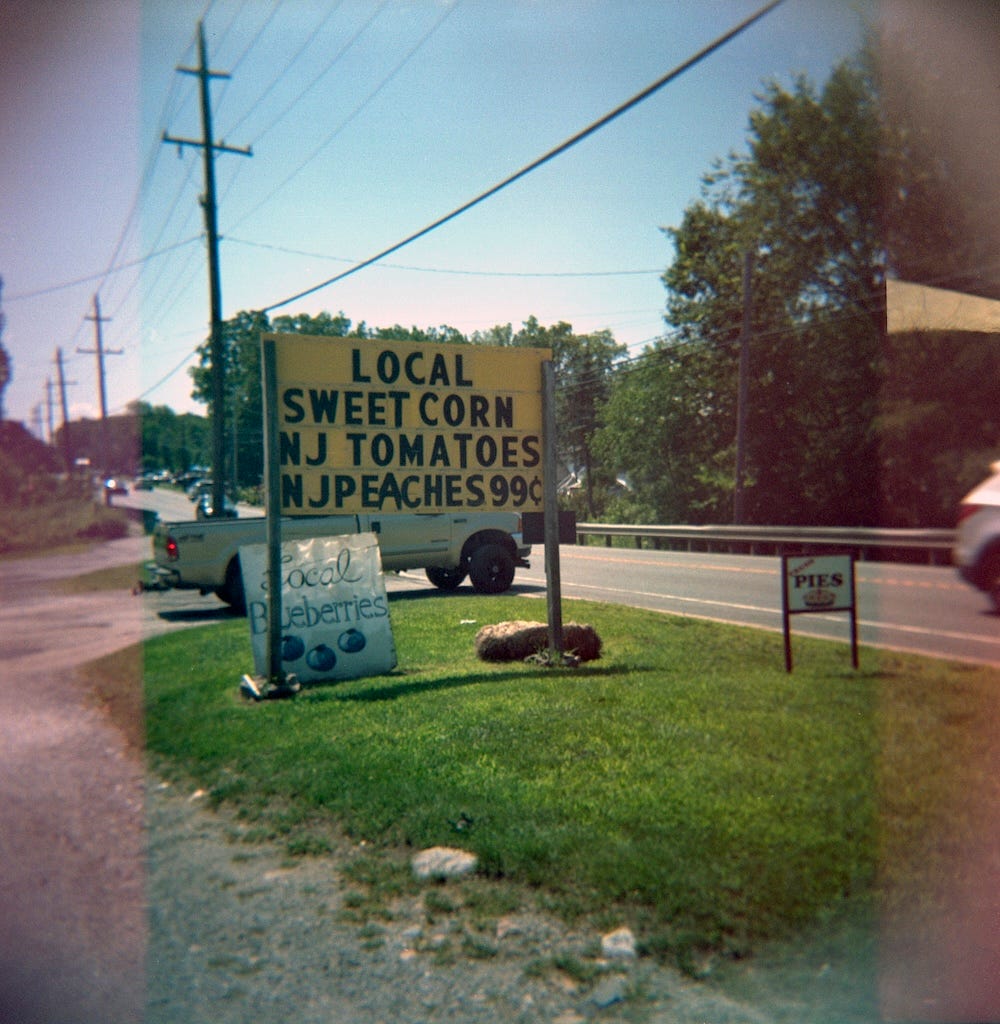 LOCAL
SWEET CORN
NJ TOMATOES
NJ PEACHES 99¢
Local
Blueberries
PIES